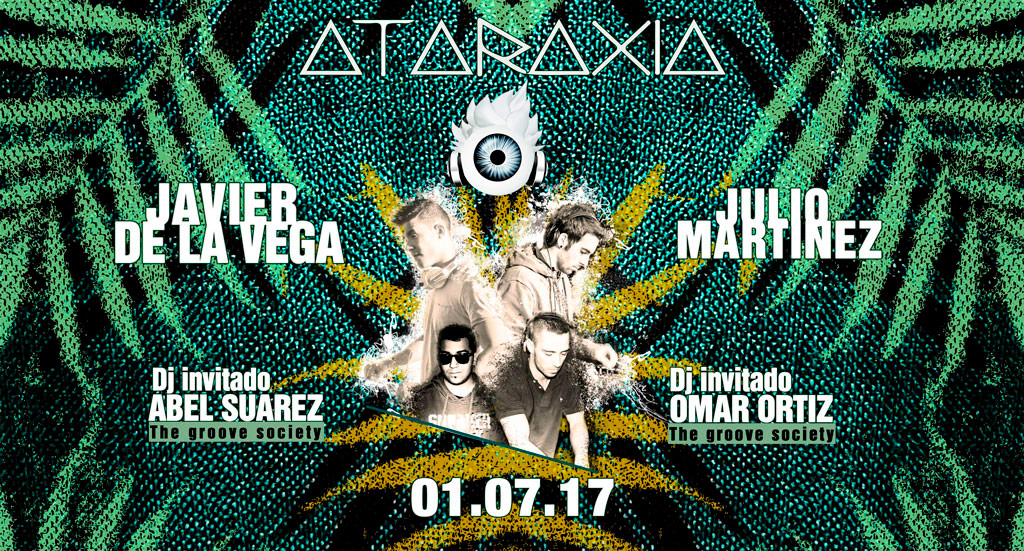 ATARAXIA
JAVIER
DE LA VEGA
JULIO
MARTINEZ
Dj invitado
ABEL SUAREZ
The groove society
Dj invitado
OMAR ORTIZ
The groove society
01.07.17